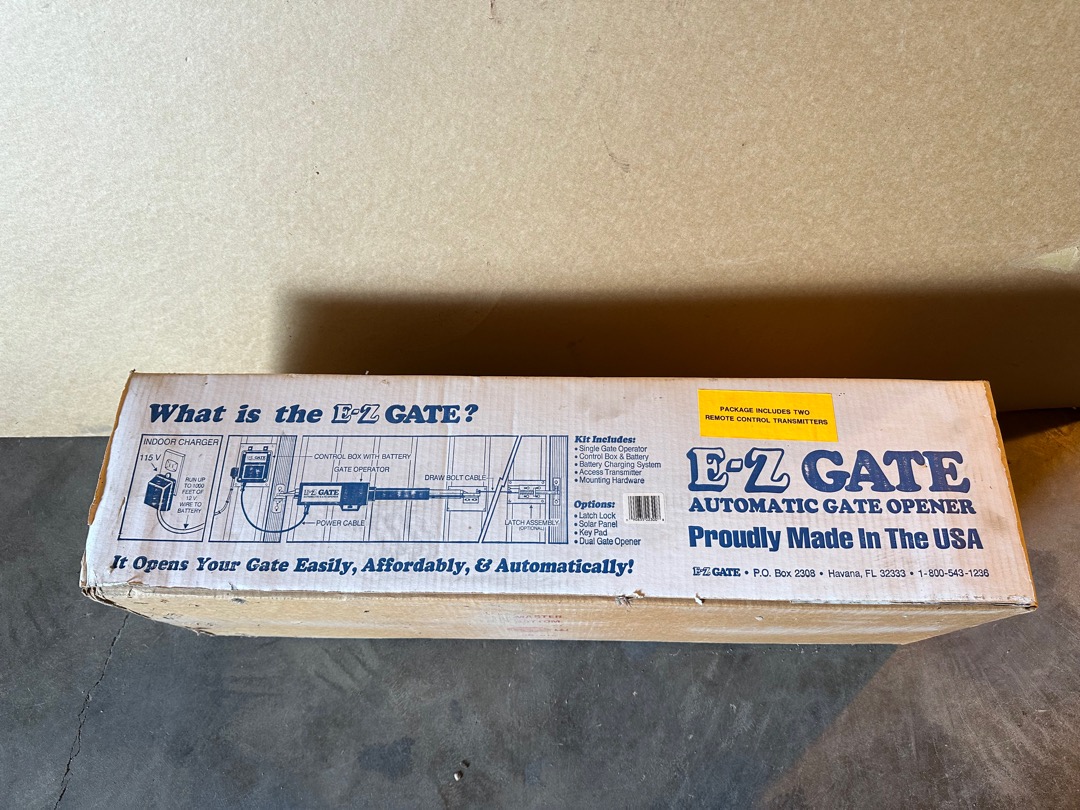 What is the E-Z GATE?
INDOOR CHARGER
115 V
RUN UP
TO 1000
FEET OF
12 V
WIRE TO
BATTERY
CONTROL BOX WITH BATTERY
GATE OPERATOR
E-Z GATE
POWER CABLE
DRAW BOLT CABLE
LATCH ASSEMBLY
(OPTIONAL)
Kit Includes:
• Single Gate Operator
• Control Box & Battery
• Battery Charging System
• Access Transmitter
• Mounting Hardware
Options:
• Latch Lock
• Solar Panel
• Key Pad
• Dual Gate Opener
It Opens Your Gate Easily, Affordably, & Automatically!
PACKAGE INCLUDES TWO
REMOTE CONTROL TRANSMITTERS
E-Z GATE
AUTOMATIC GATE OPENER
Proudly Made In The USA
E-Z GATE • P.O. Box 2308 • Havana, FL 32333 • 1-800-543-1236
MASTER